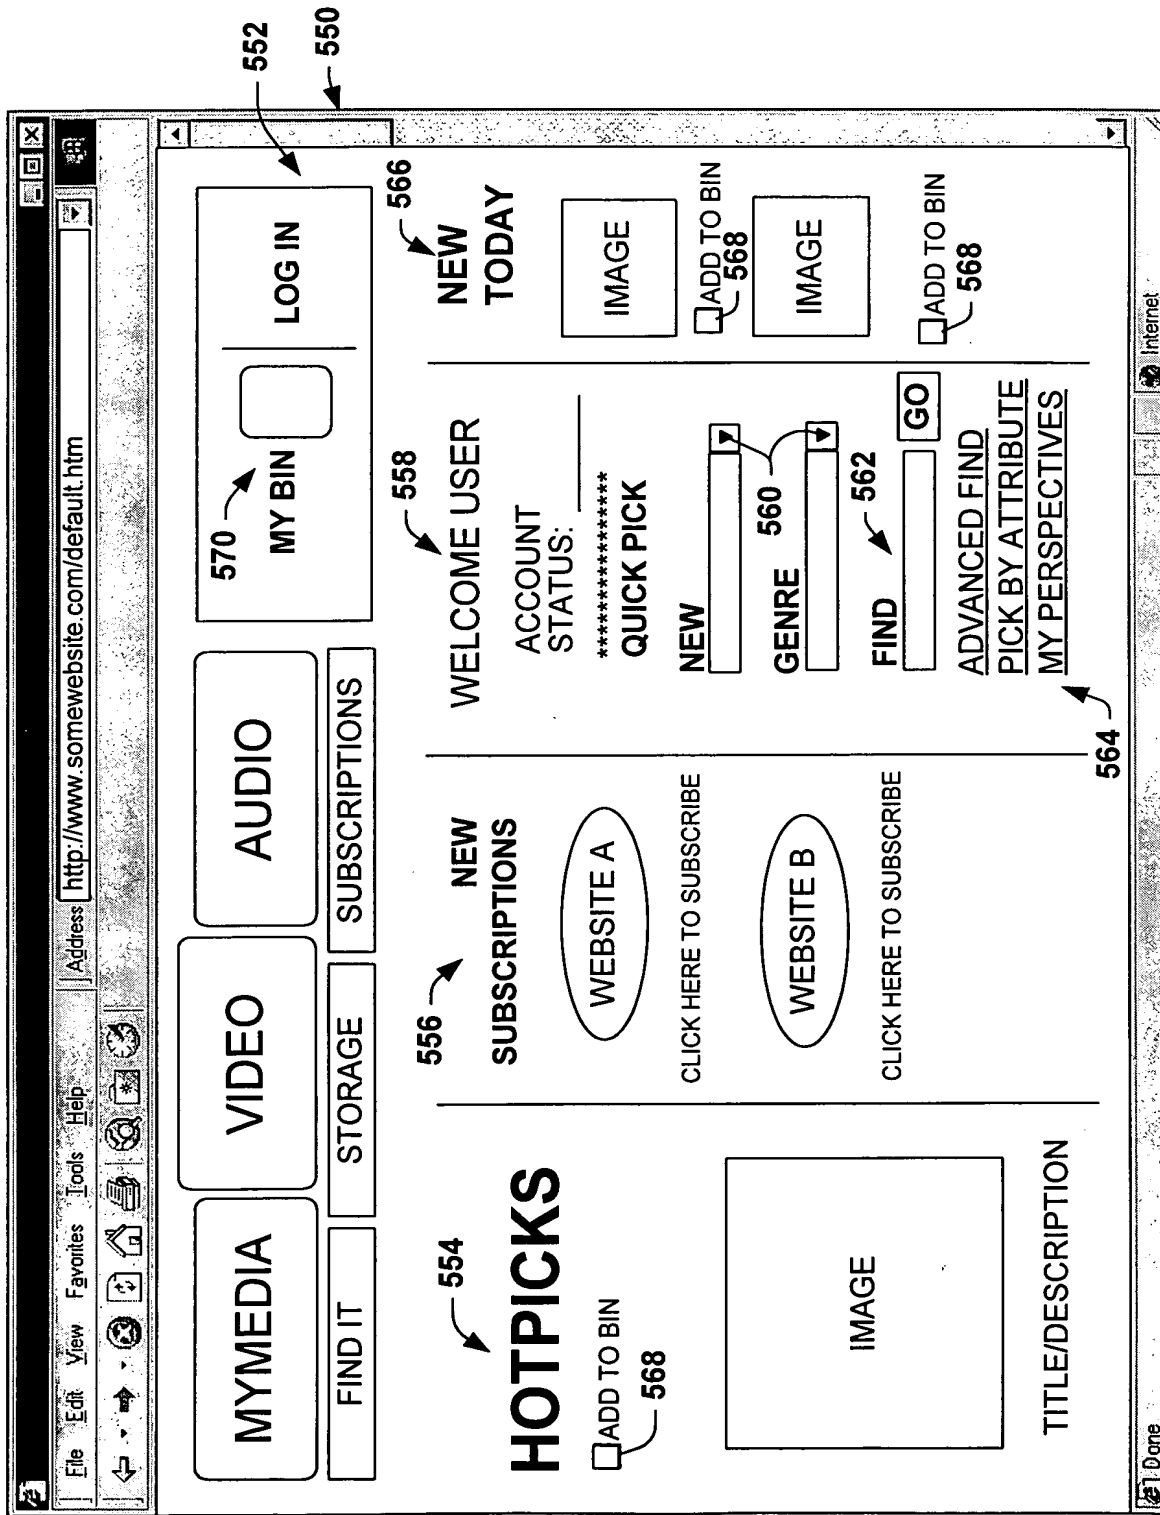 File Edit View Favorites Tools Help
Address http://www.somewebsite.com/default.htm
552
550
MYMEDIA
VIDEO
AUDIO
570
MY BIN
LOG IN
FIND IT
STORAGE
SUBSCRIPTIONS
554
HOTPICKS
ADD TO BIN
568
IMAGE
TITLE/DESCRIPTION
556
NEW
SUBSCRIPTIONS
WEBSITE A
CLICK HERE TO SUBSCRIBE
WEBSITE B
CLICK HERE TO SUBSCRIBE
558
WELCOME USER
ACCOUNT
STATUS:
****************
QUICK PICK
NEW
560
GENRE
562
FIND
GO
ADVANCED FIND
PICK BY ATTRIBUTE
MY PERSPECTIVES
564
566
NEW
TODAY
IMAGE
ADD TO BIN
568
IMAGE
ADD TO BIN
568
Done
Internet